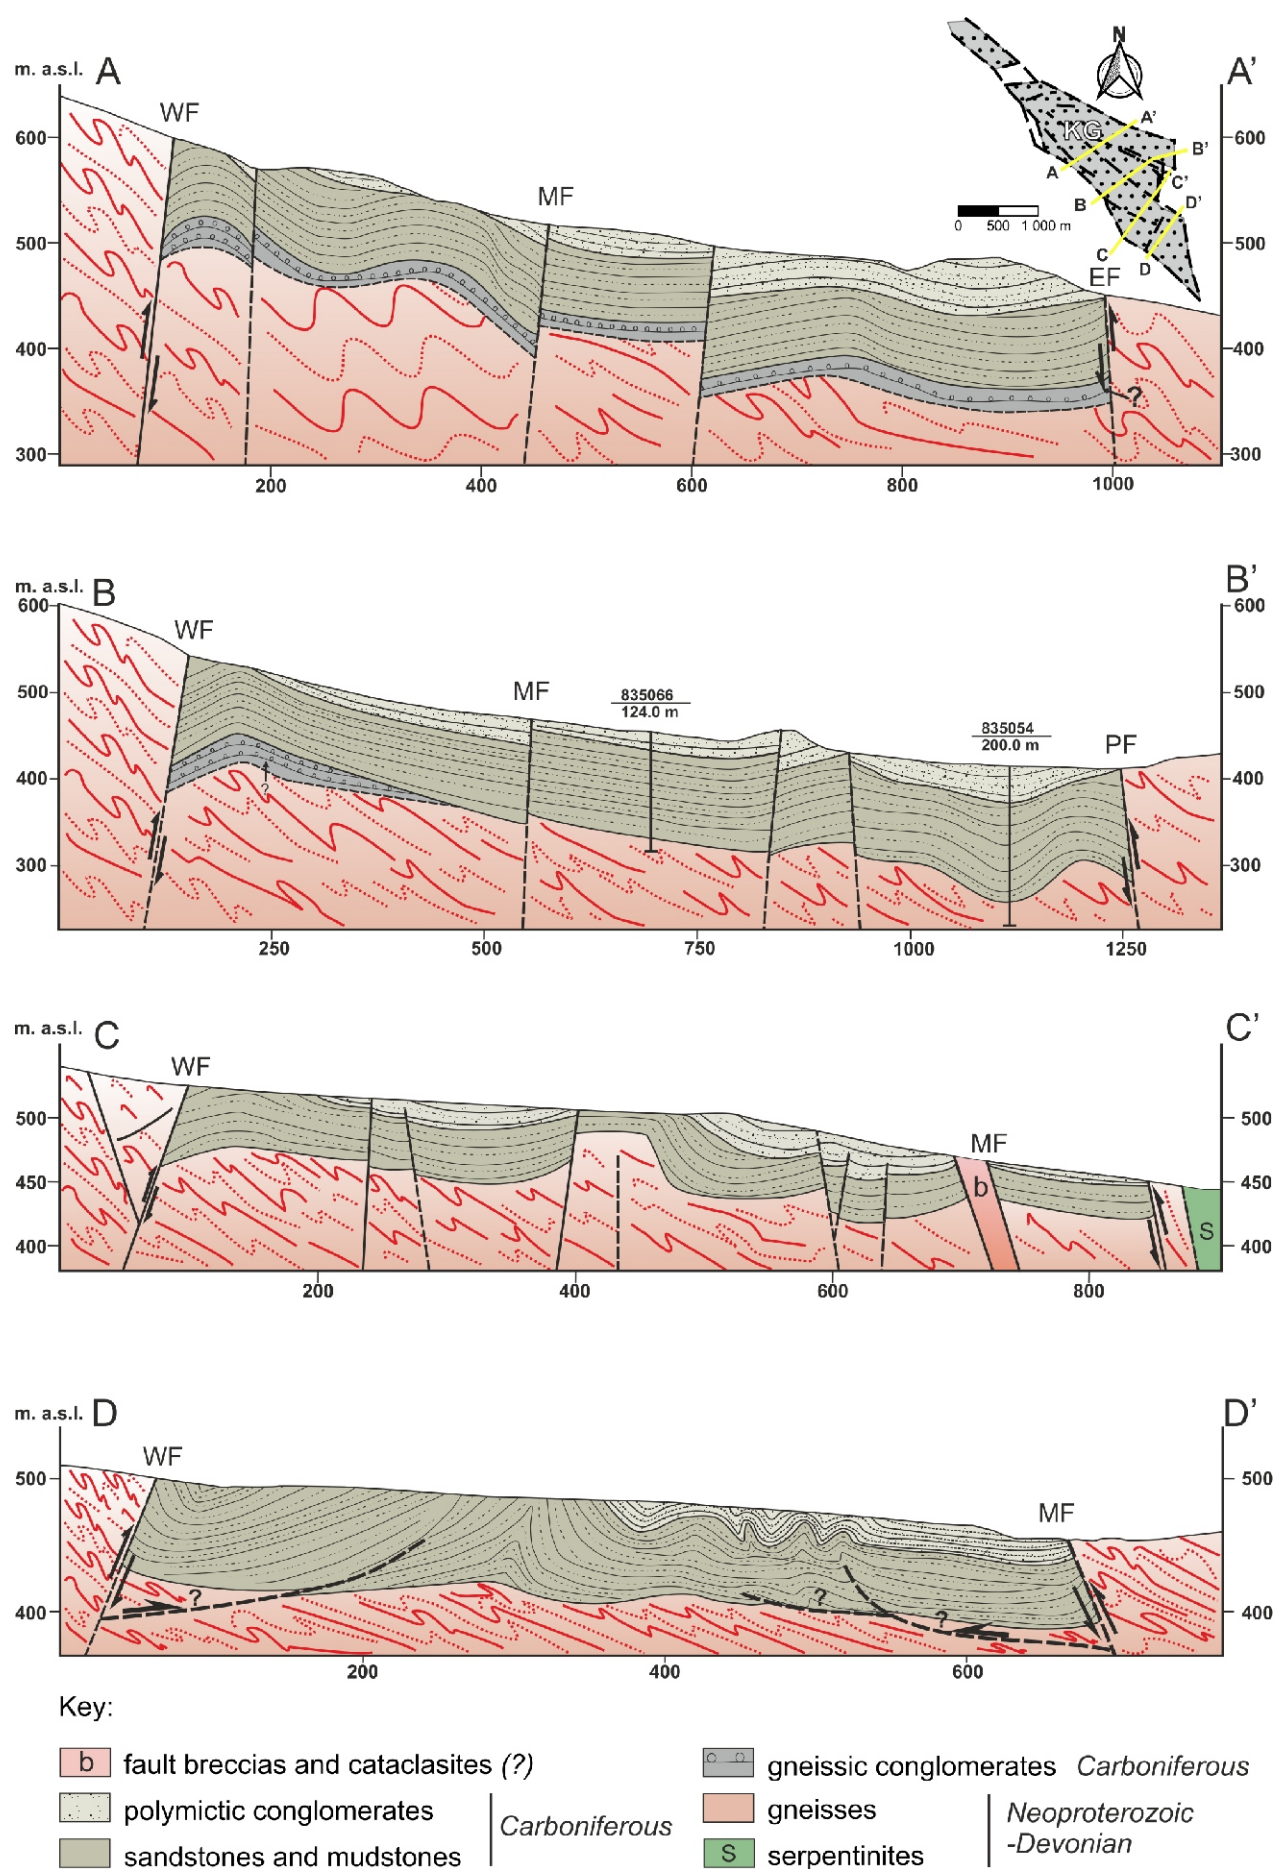 m. a.s.l. A A'
N
WF
600 600
KG
A'
B'
A
C'
MF
B
D'
0 500 1 000 m
500 500
C D
EF
400 400
?
300 300
200 400 600 800 1000
m. a.s.l. B B'
600 600
WF
MF
835066
500 500
124.0 m
835054
200.0 m
PF
400 400
?
300 300
250 500 750 1000 1250
m. a.s.l. C C'
WF
500 500
MF
450 b 450
400 S 400
200 400 600 800
m. a.s.l. D D'
WF
500 500
MF
? ?
400 ? 400
200 400 600
Key:
b fault breccias and cataclasites (?)
gneissic conglomerates Carboniferous
polymictic conglomerates
gneisses
Carboniferous
Neoproterozoic
-Devonian
sandstones and mudstones
S serpentinites